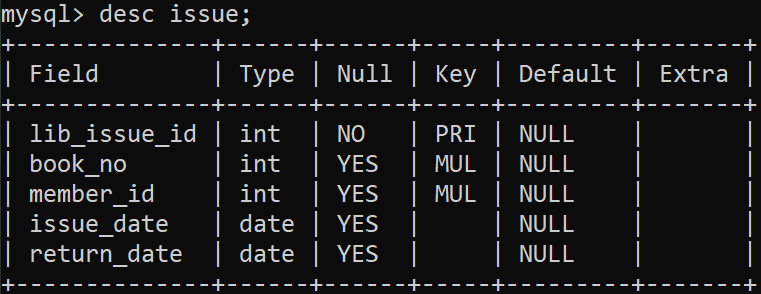 mysql> desc issue;
+--------------+------+------+-----+---------+-------+
| Field        | Type | Null | Key | Default | Extra |
+--------------+------+------+-----+---------+-------+
| lib_issue_id | int  | NO   | PRI | NULL    |       |
| book_no      | int  | YES  | MUL | NULL    |       |
| member_id    | int  | YES  | MUL | NULL    |       |
| issue_date   | date | YES  |     | NULL    |       |
| return_date  | date | YES  |     | NULL    |       |
+--------------+------+------+-----+---------+-------+